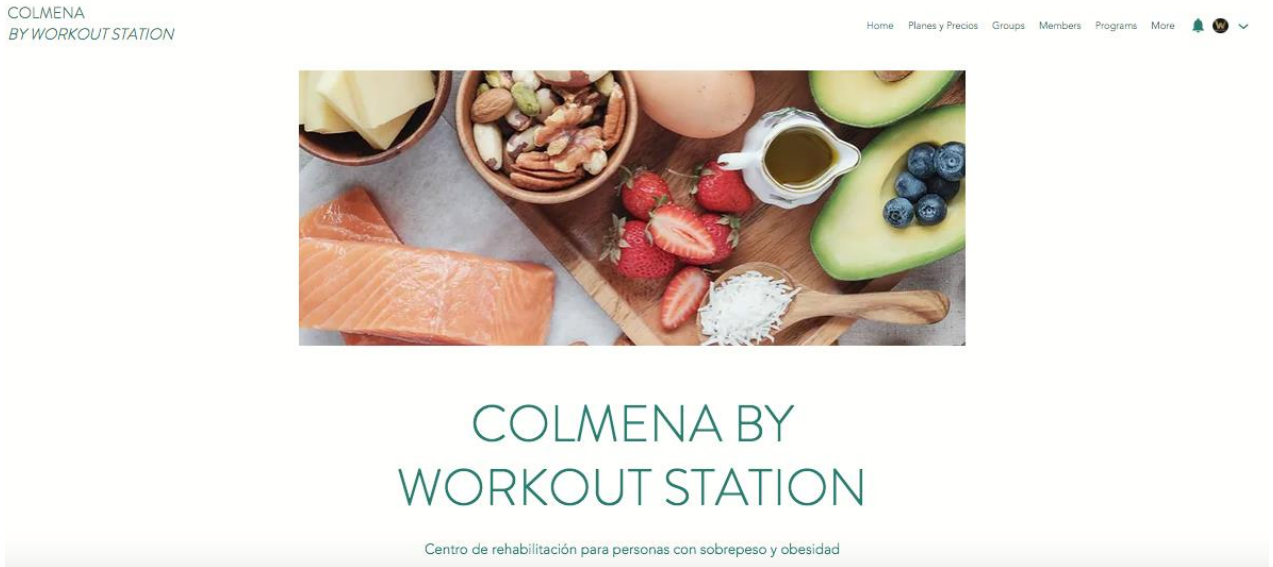 COLMENA
BY WORKOUT STATION
Home Planes y Precios Groups Members Programs More
W
COLMENA BY
WORKOUT STATION
Centro de rehabilitación para personas con sobrepeso y obesidad